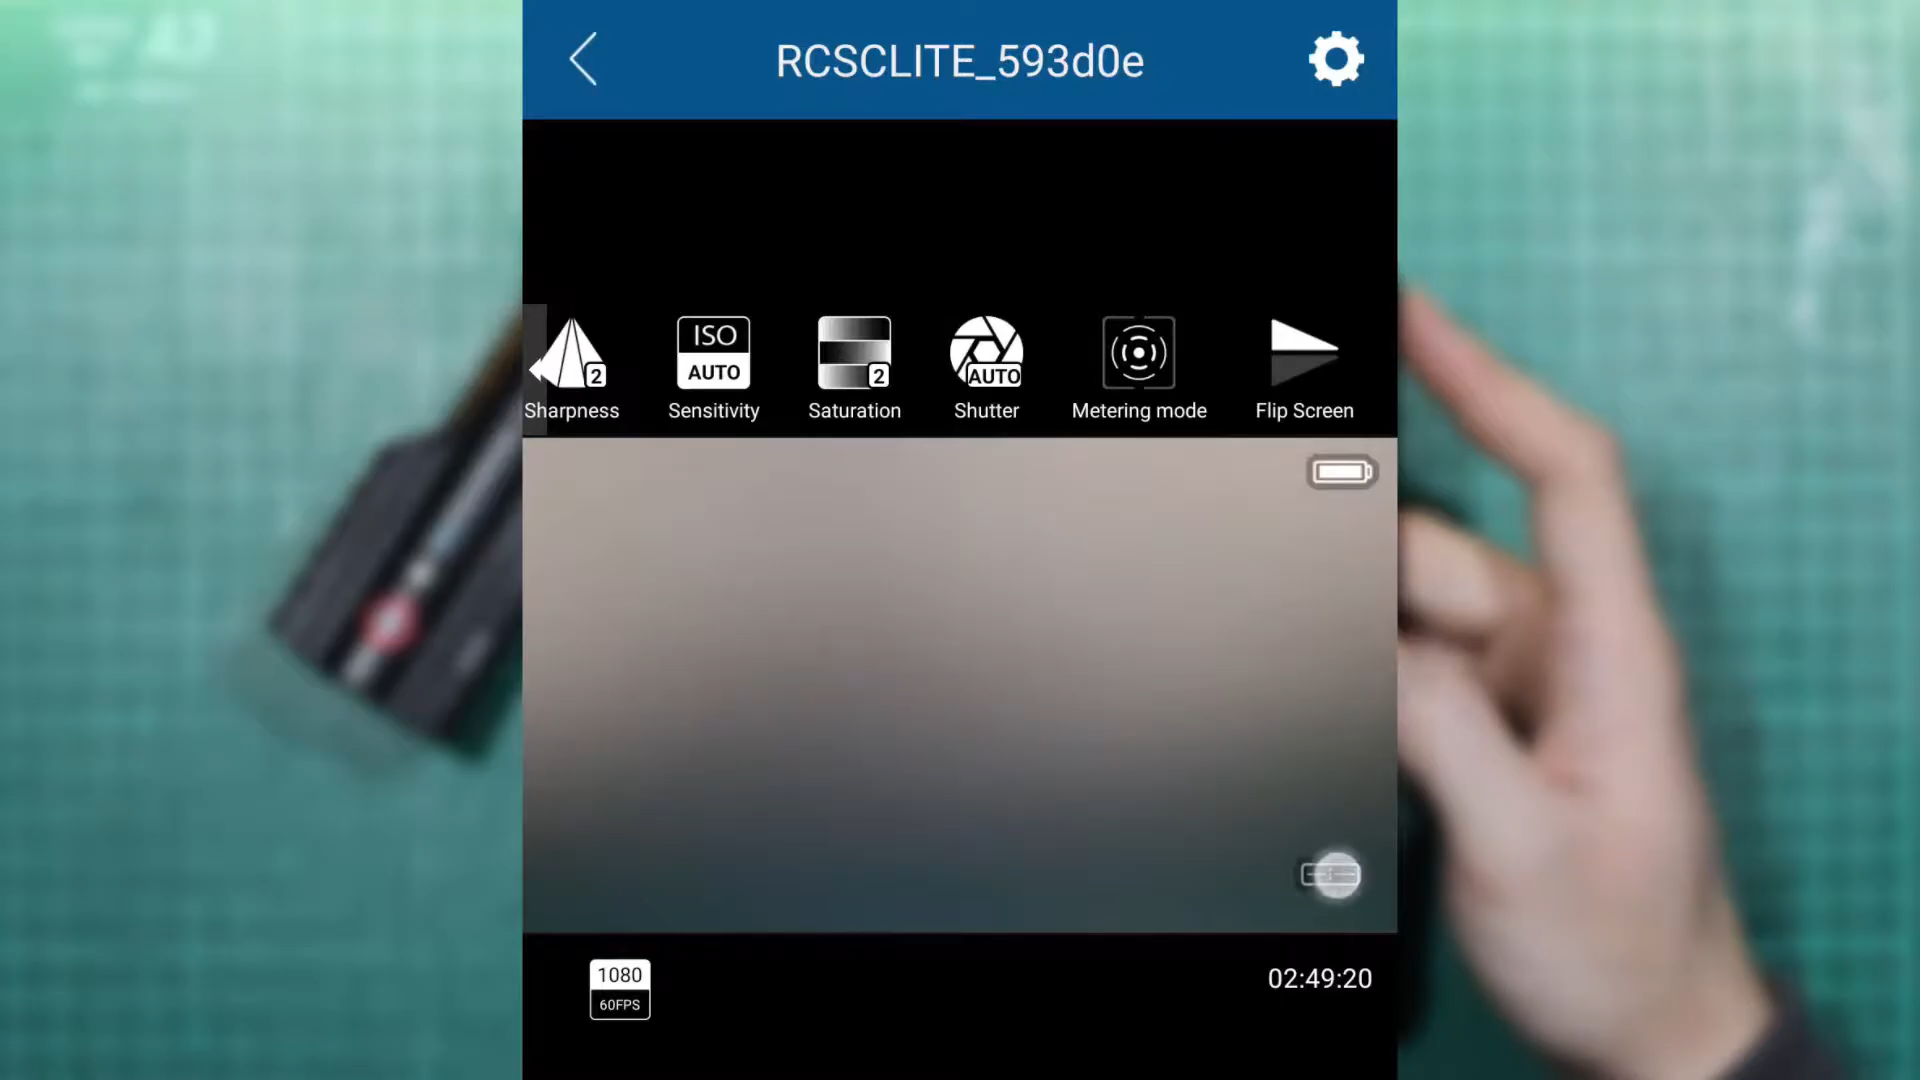 RCSCLITE_593d0e
2
ISO
AUTO
2
AUTO
Sharpness
Sensitivity
Saturation
Shutter
Metering mode
Flip Screen
1080
60FPS
02:49:20